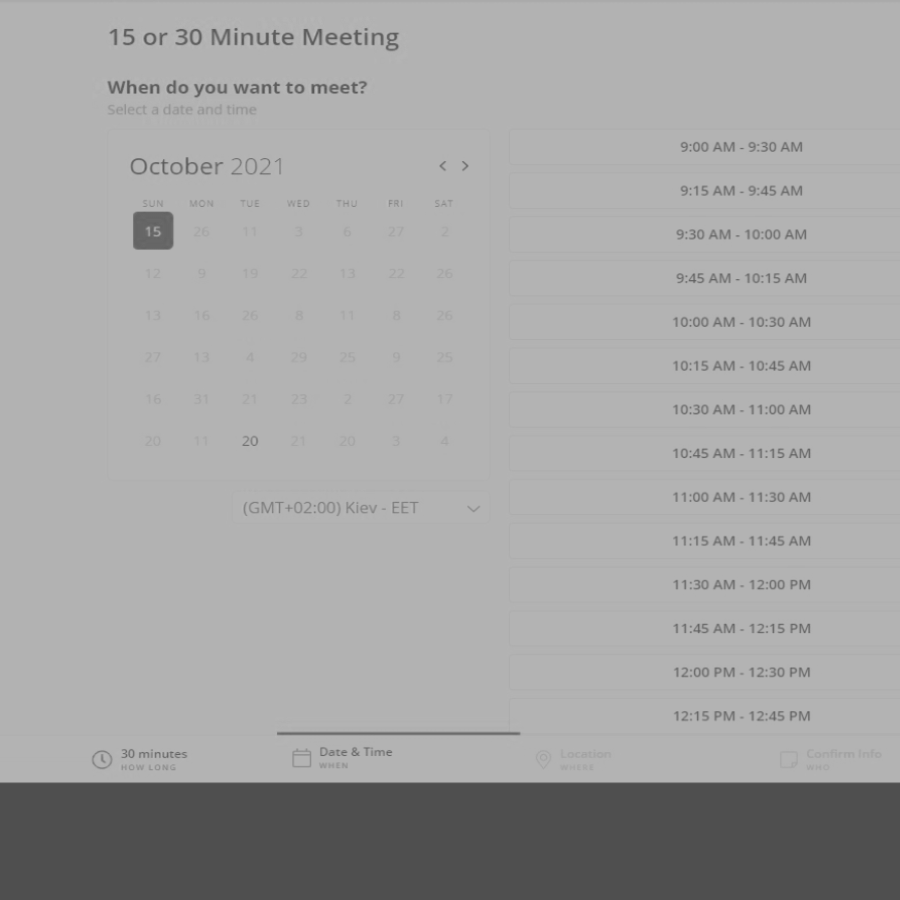 15 or 30 Minute Meeting
When do you want to meet?
Select a date and time
October 2021
SUN MON TUE WED THU FRI SAT
15 26 11 3 6 27 2
12 9 19 22 13 22 26
13 16 26 8 11 8 26
27 13 4 29 25 9 25
16 31 21 23 2 27 17
20 11 20 21 20 3 4
(GMT+02:00) Kiev - EET
9:00 AM - 9:30 AM
9:15 AM - 9:45 AM
9:30 AM - 10:00 AM
9:45 AM - 10:15 AM
10:00 AM - 10:30 AM
10:15 AM - 10:45 AM
10:30 AM - 11:00 AM
10:45 AM - 11:15 AM
11:00 AM - 11:30 AM
11:15 AM - 11:45 AM
11:30 AM - 12:00 PM
11:45 AM - 12:15 PM
12:00 PM - 12:30 PM
12:15 PM - 12:45 PM
30 minutes
HOW LONG
Date & Time
WHEN
Location
WHERE
Confirm Info
WHO